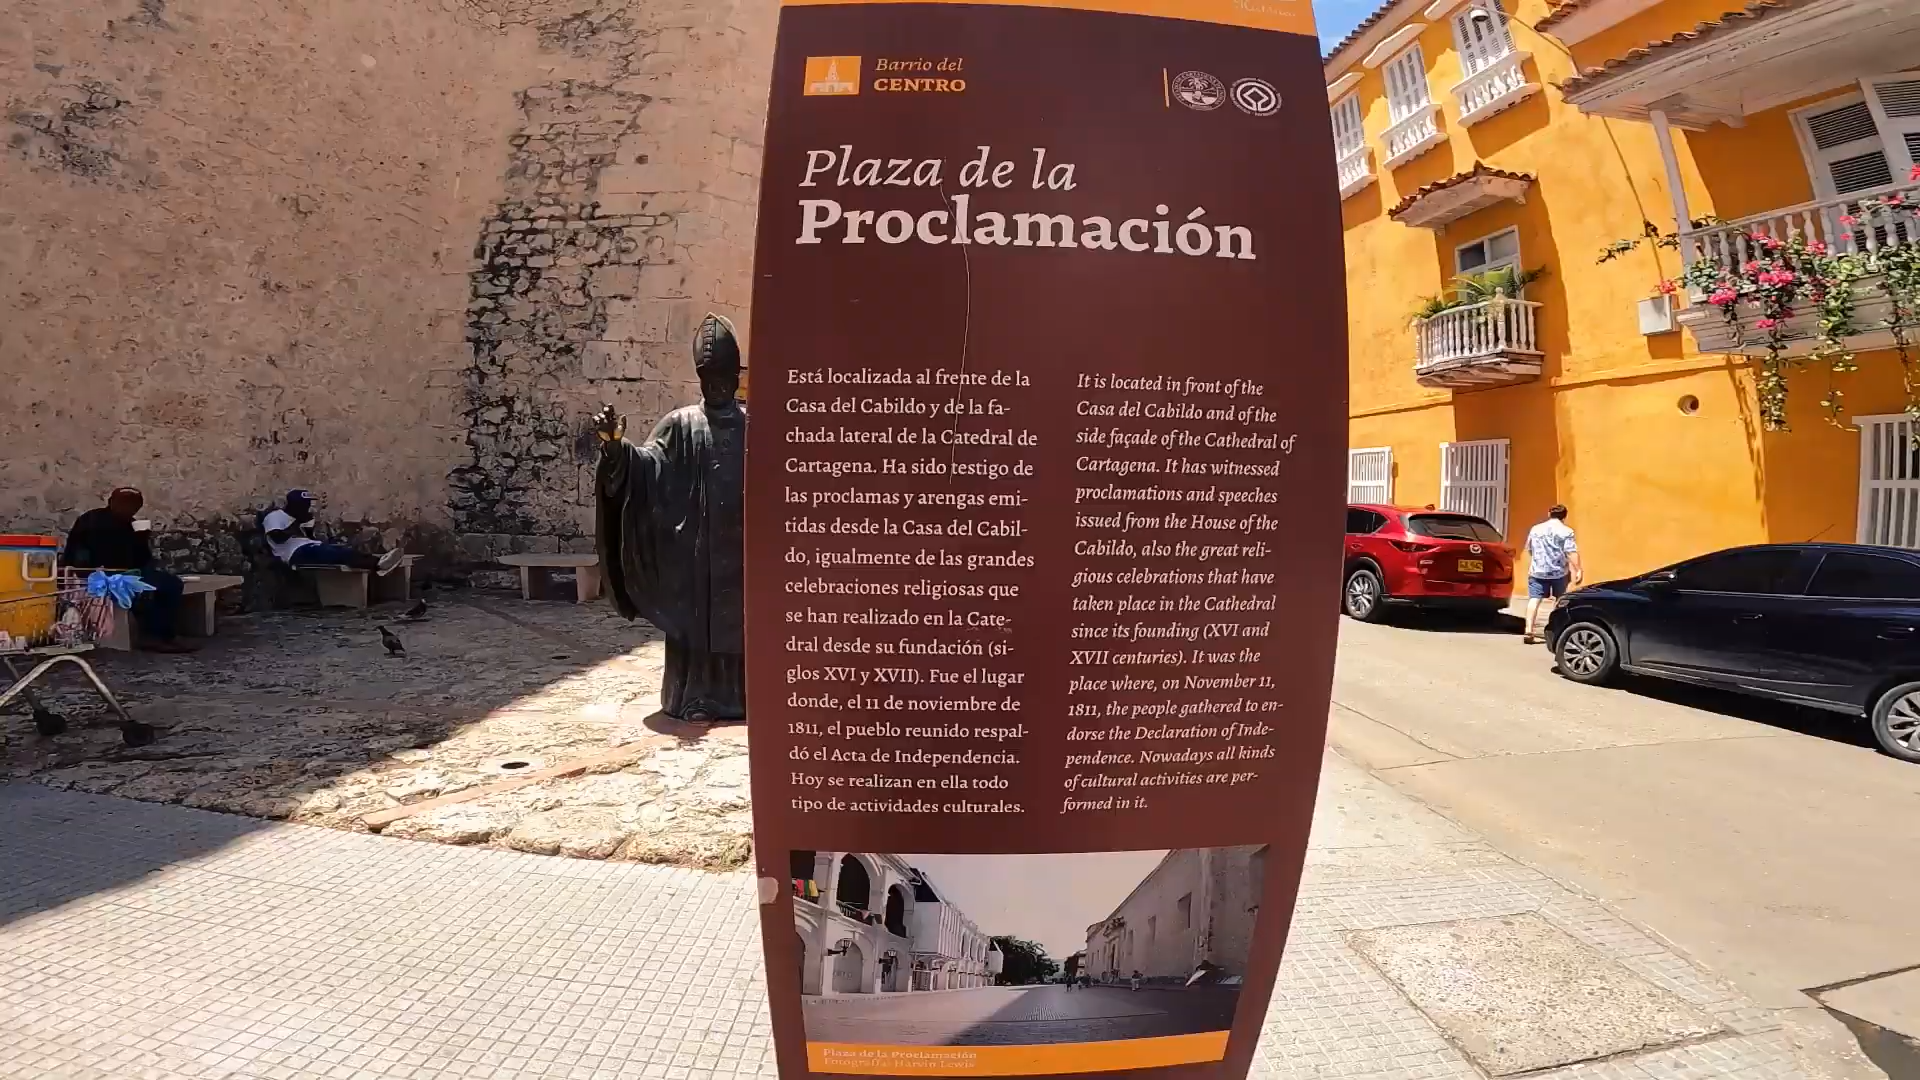 Barrio del
CENTRO
Plaza de la
Proclamación
Está localizada al frente de la
Casa del Cabildo y de la fa-
chada lateral de la Catedral de
Cartagena. Ha sido testigo de
las proclamas y arengas emi-
tidas desde la Casa del Cabil-
do, igualmente de las grandes
celebraciones religiosas que
se han realizado en la Cate-
dral desde su fundación (si-
glos XVI y XVII). Fue el lugar
donde, el 11 de noviembre de
1811, el pueblo reunido respal-
dó el Acta de Independencia.
Hoy se realizan en ella todo
tipo de actividades culturales.
It is located in front of the
Casa del Cabildo and of the
side façade of the Cathedral of
Cartagena. It has witnessed
proclamations and speeches
issued from the House of the
Cabildo, also the great reli-
gious celebrations that have
taken place in the Cathedral
since its founding (XVI and
XVII centuries). It was the
place where, on November 11,
1811, the people gathered to en-
dorse the Declaration of Inde-
pendence. Nowadays all kinds
of cultural activities are per-
formed in it.
Plaza de la Proclamación
Fotografía: Harvin Lewis